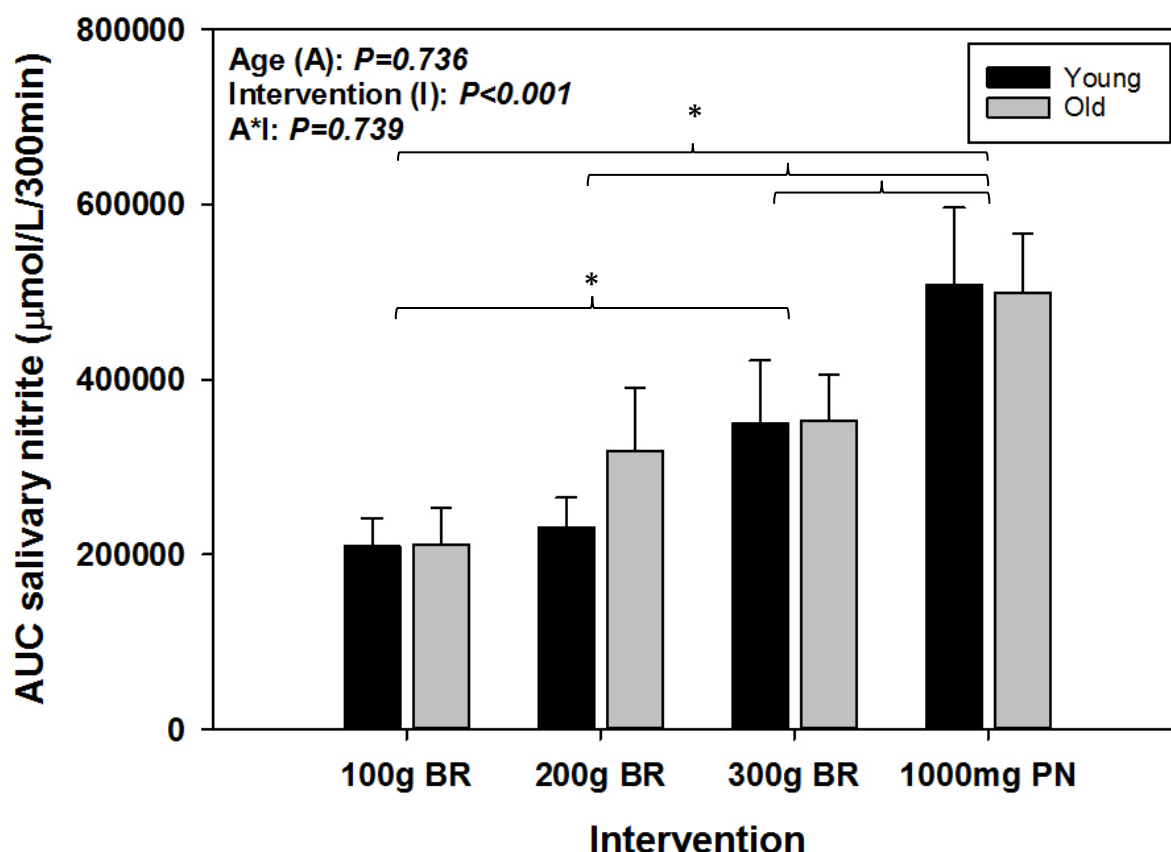 800000
600000
400000
200000
0
AUC salivary nitrite (μmol/L/300min)
Age (A): P=0.736
Intervention (I): P<0.001
A*I: P=0.739
Young
Old
*
*
100g BR 200g BR 300g BR 1000mg PN
Intervention